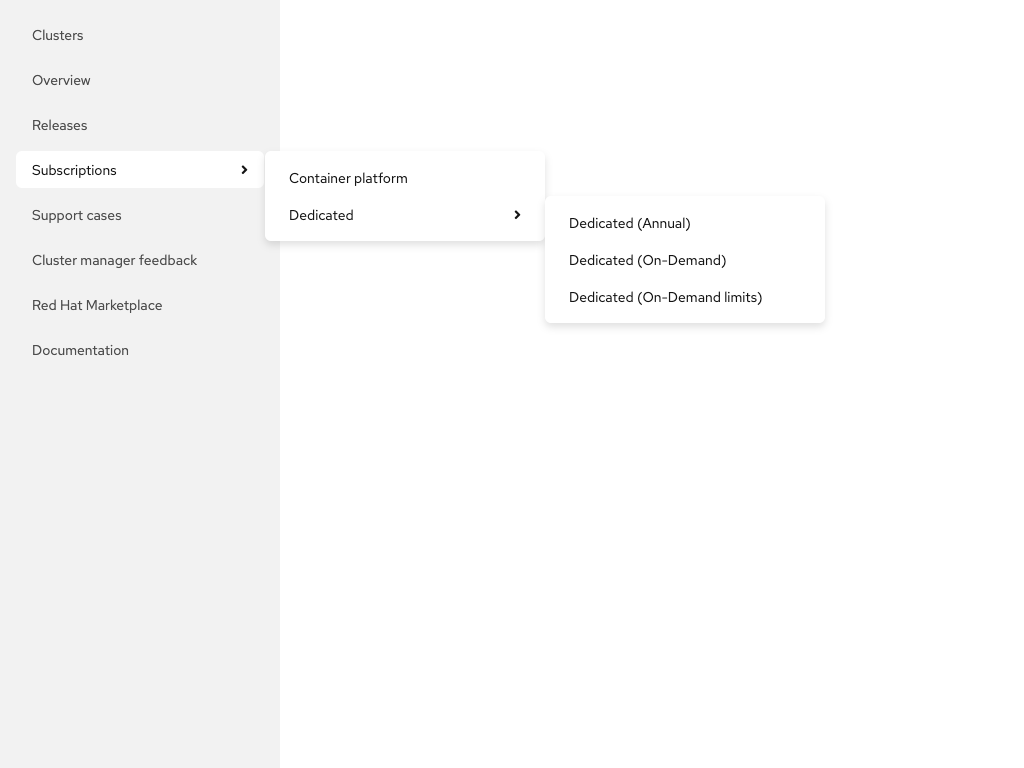 Clusters
Overview
Releases
Subscriptions
Support cases
Cluster manager feedback
Red Hat Marketplace
Documentation
Container platform
Dedicated
Dedicated (Annual)
Dedicated (On-Demand)
Dedicated (On-Demand limits)